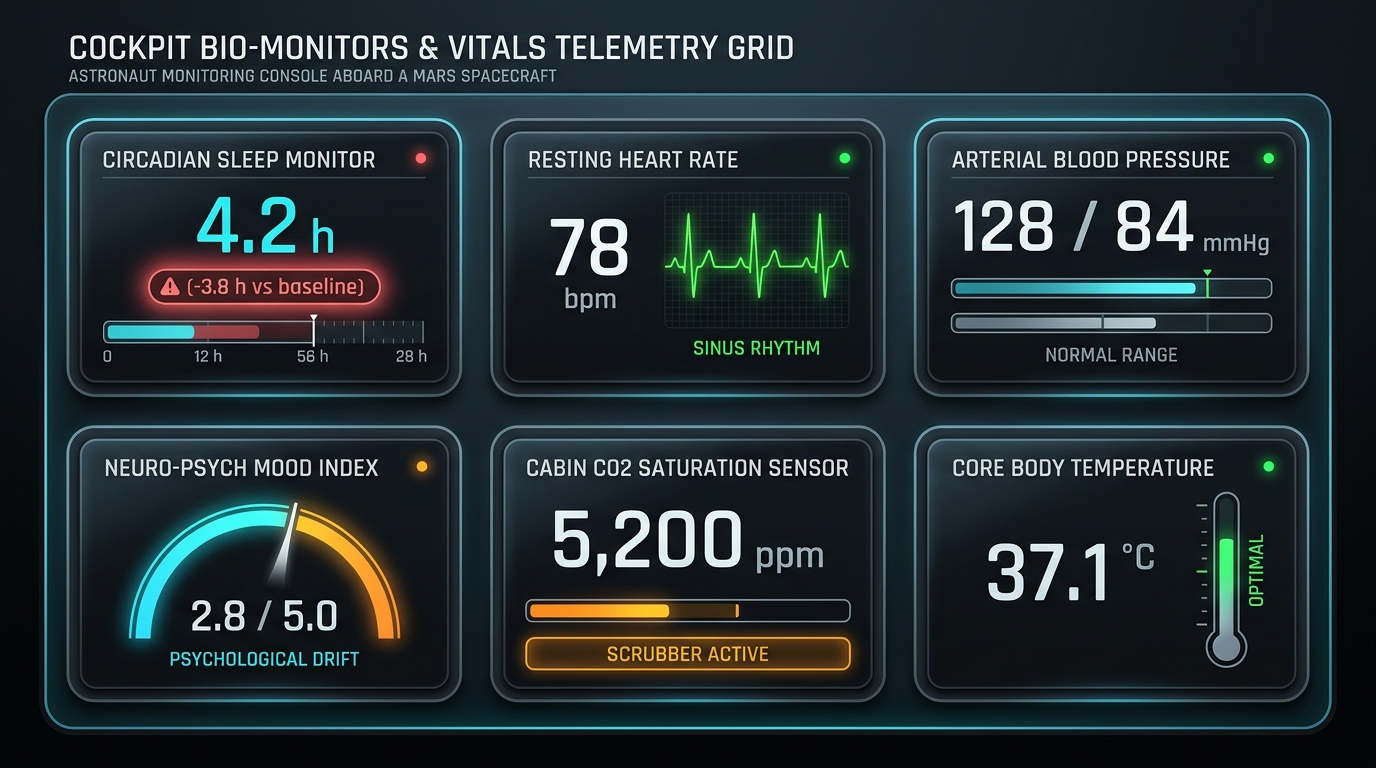 COCKPIT BIO-MONITORS & VITALS TELEMETRY GRID
ASTRONAUT MONITORING CONSOLE ABOARD A MARS SPACECRAFT
CIRCADIAN SLEEP MONITOR
4.2 h
(-3.8 h vs baseline)
0 12 h 56 h 28 h
RESTING HEART RATE
78
bpm
SINUS RHYTHM
ARTERIAL BLOOD PRESSURE
128 / 84 mmHg
NORMAL RANGE
NEURO-PSYCH MOOD INDEX
2.8 / 5.0
PSYCHOLOGICAL DRIFT
CABIN CO2 SATURATION SENSOR
5,200 ppm
SCRUBBER ACTIVE
CORE BODY TEMPERATURE
37.1 °C
OPTIMAL